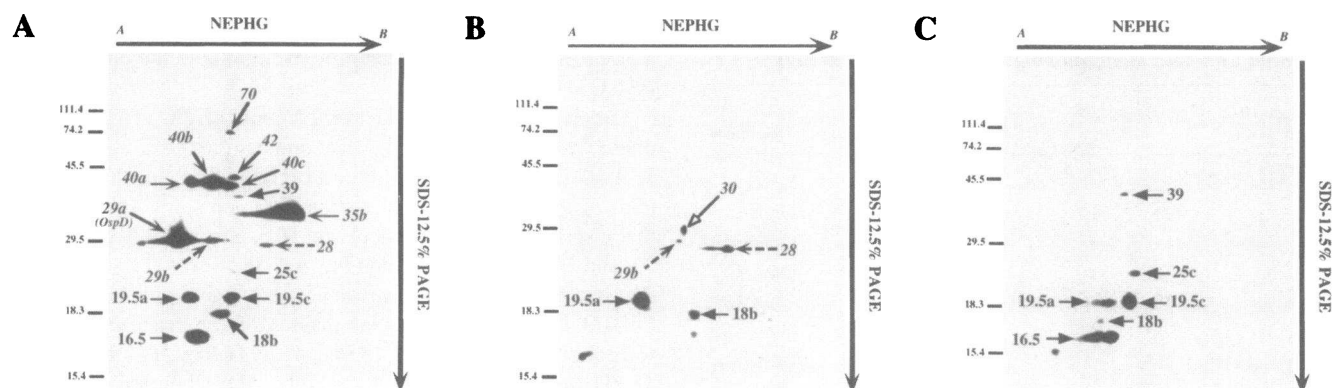 A
A NEPHG B
111.4
74.2
45.5
29.5
18.3
15.4
70
40b
42
40c
40a
39
29a
(OspD)
35b
28
29b
25c
19.5a
19.5c
16.5
18b
SDS-12.5% PAGE
B
A NEPHG B
111.4
74.2
45.5
29.5
18.3
15.4
30
29b
28
19.5a
18b
SDS-12.5% PAGE
C
A NEPHG B
111.4
74.2
45.5
29.5
18.3
15.4
39
25c
19.5a
19.5c
18b
16.5
SDS-12.5% PAGE